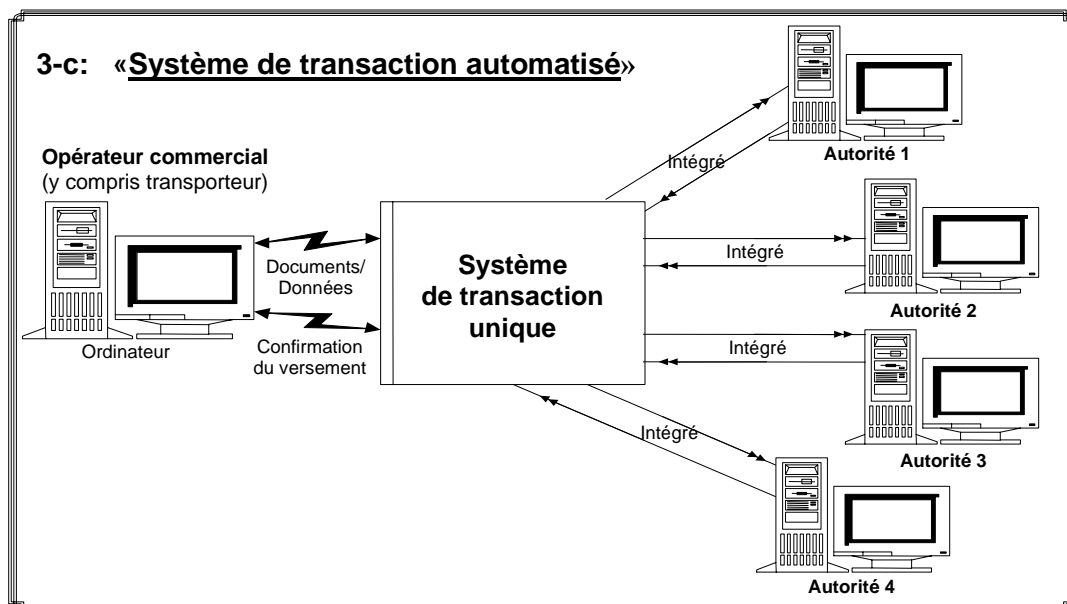 3-c: «Système de transaction automatisé»
Opérateur commercial
(y compris transporteur)
Ordinateur
Documents/
Données
Confirmation
du versement
Système
de transaction
unique
Intégré
Autorité 1
Intégré
Autorité 2
Intégré
Autorité 3
Intégré
Autorité 4